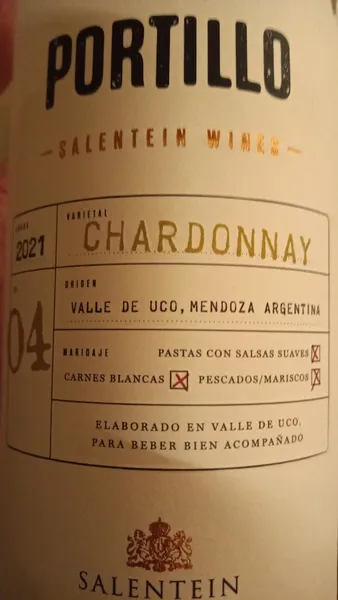 PORTILLO
SALENTEIN WINES
2021
VARIETAL
CHARDONNAY
ORIGEN
VALLE DE UCO, MENDOZA ARGENTINA
04
MARIDAJE
PASTAS CON SALSAS SUAVES
CARNES BLANCAS PESCADOS/MARISCOS
ELABORADO EN VALLE DE UCO.
PARA BEBER BIEN ACOMPAÑADO
SALENTEIN